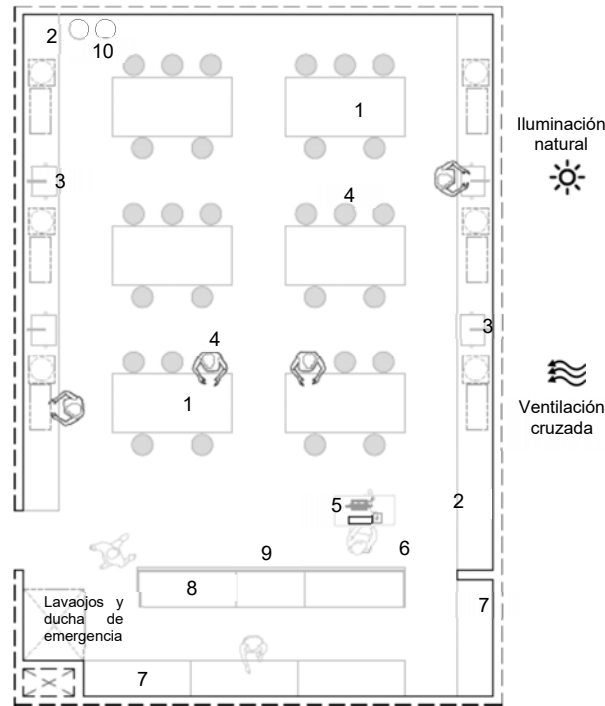 2
10
1
Iluminación
natural
3
4
3
4
Ventilación
cruzada
1
5
2
6
9
8
7
Lavaojos y
ducha de
emergencia
7